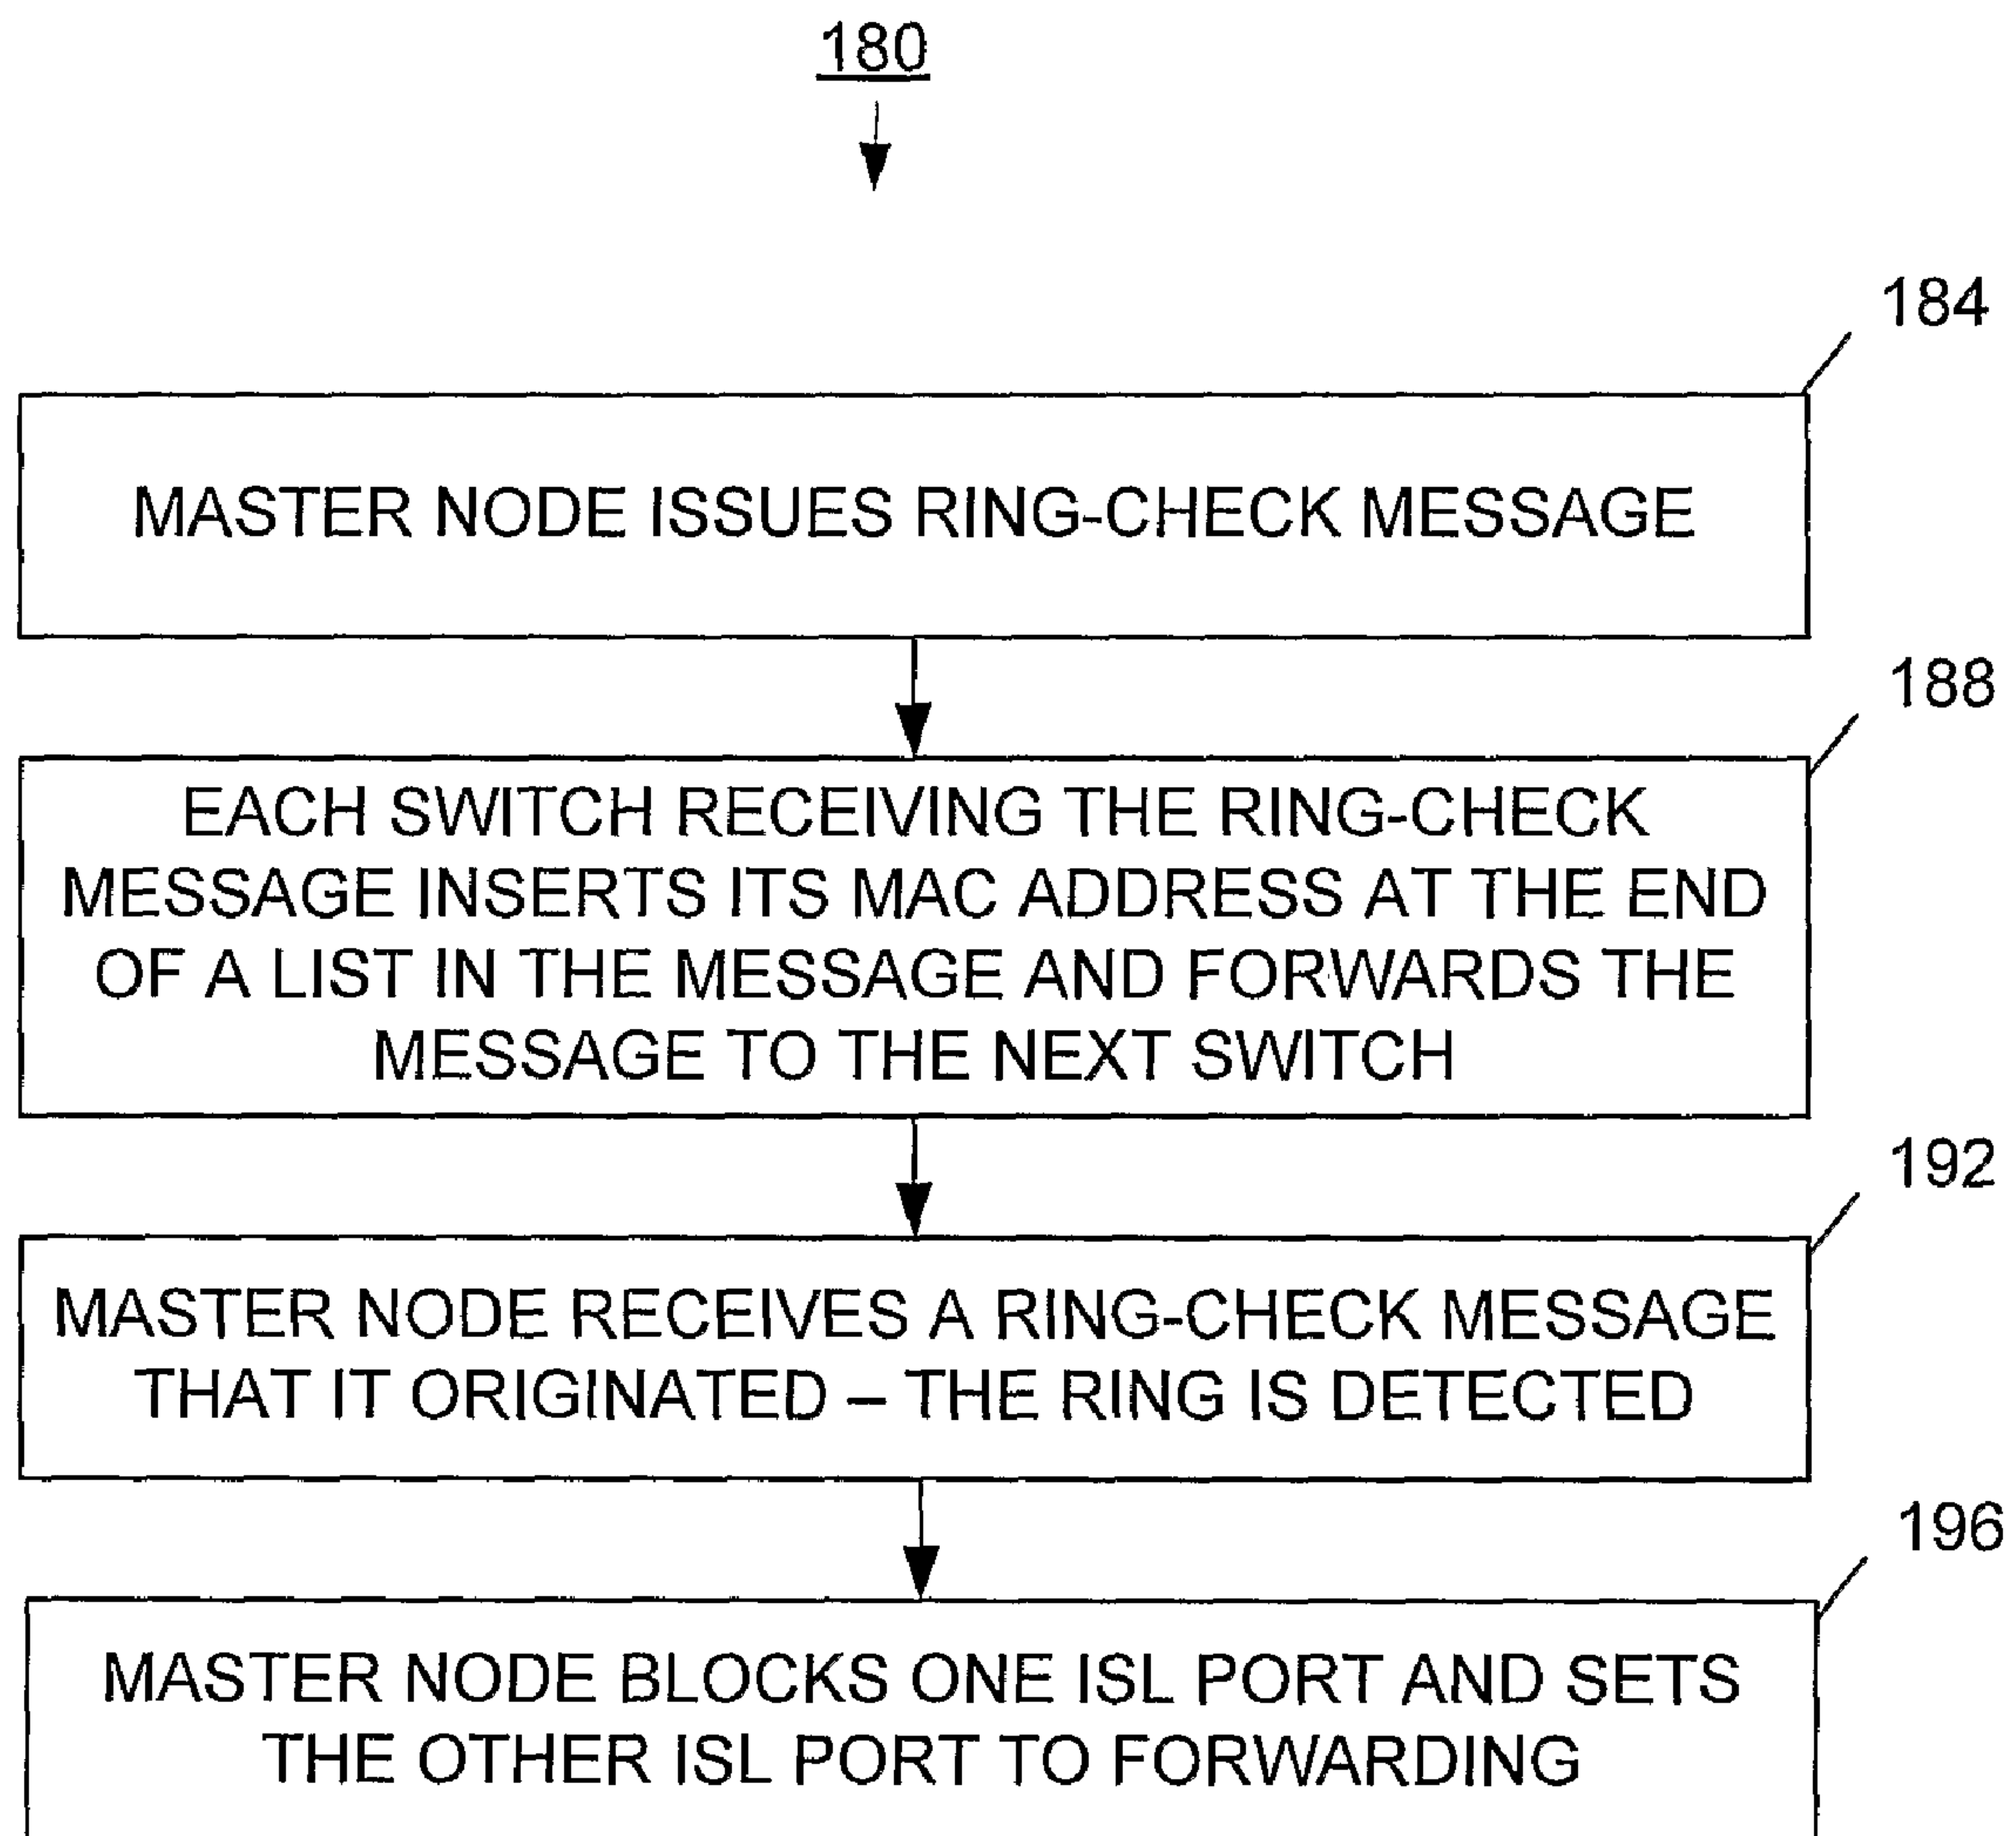 180
184
MASTER NODE ISSUES RING-CHECK MESSAGE
188
EACH SWITCH RECEIVING THE RING-CHECK
MESSAGE INSERTS ITS MAC ADDRESS AT THE END
OF A LIST IN THE MESSAGE AND FORWARDS THE
MESSAGE TO THE NEXT SWITCH
192
MASTER NODE RECEIVES A RING-CHECK MESSAGE
THAT IT ORIGINATED – THE RING IS DETECTED
196
MASTER NODE BLOCKS ONE ISL PORT AND SETS
THE OTHER ISL PORT TO FORWARDING